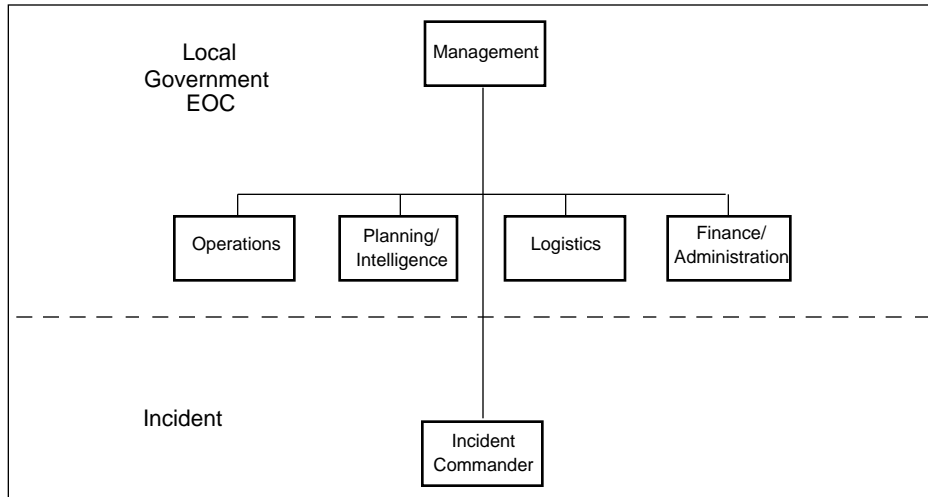 Local
Government
EOC
Management
Operations
Planning/
Intelligence
Logistics
Finance/
Administration
Incident
Incident
Commander